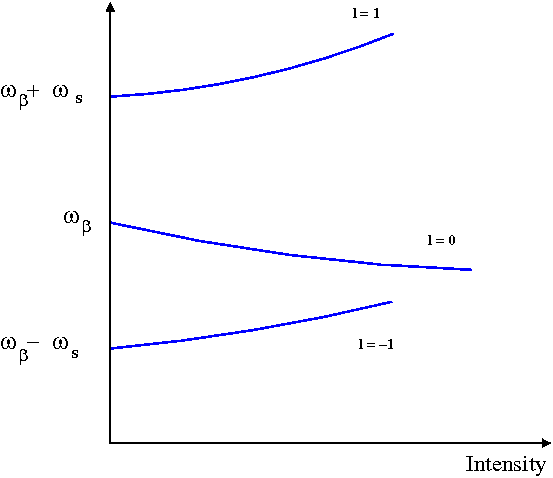 l = 1
ωβ + ωs
ωβ
l = 0
ωβ − ωs
l = −1
Intensity